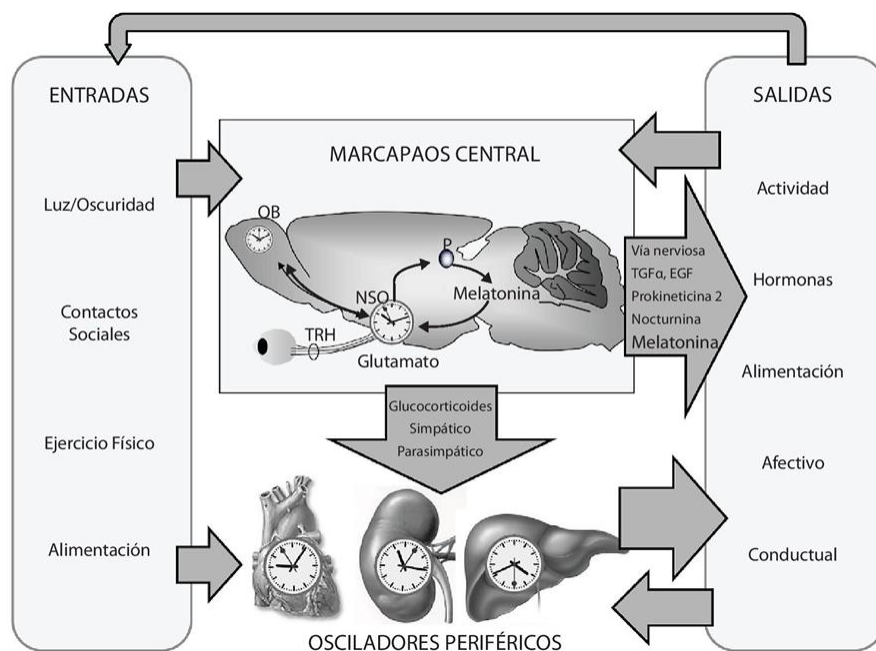 ENTRADAS
Luz/Oscuridad
Contactos
Sociales
Ejercicio Físico
Alimentación
MARCAPAOS CENTRAL
OB
P
NSQ
Melatonina
TRH
Glutamato
Vía nerviosa
TGFα, EGF
Prokineticina 2
Nocturnina
Melatonina
Glucocorticoides
Simpático
Parasimpático
OSCILADORES PERIFÉRICOS
SALIDAS
Actividad
Hormonas
Alimentación
Afectivo
Conductual